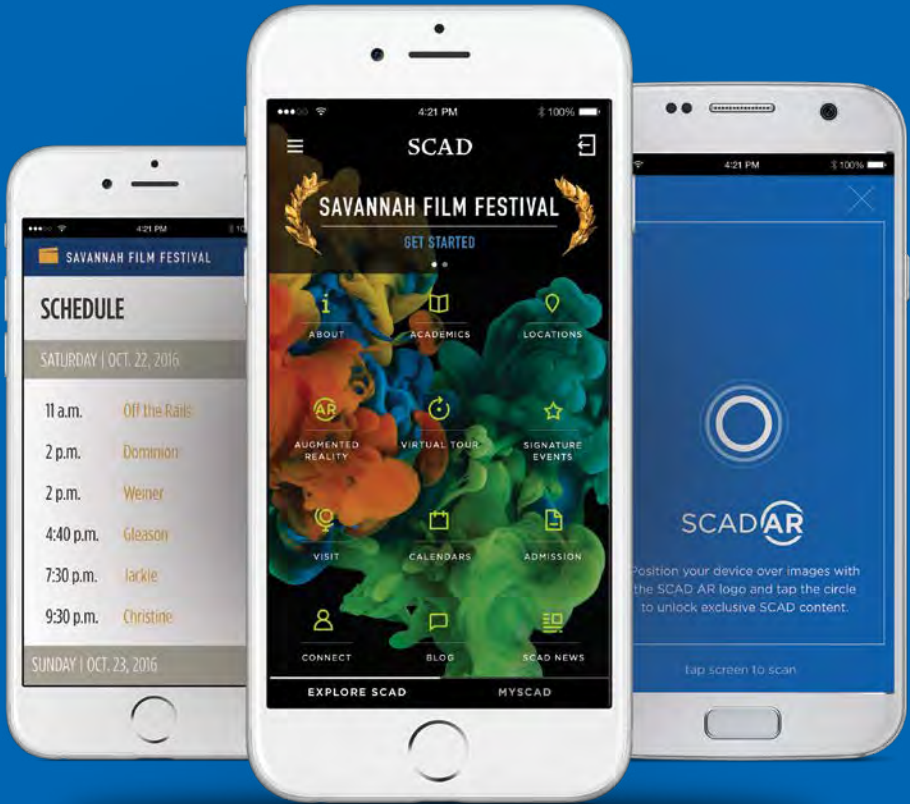 4:21 PM
SAVANNAH FILM FESTIVAL
SCHEDULE
SATURDAY | OCT. 22, 2016
11 a.m. Off the Rails
2 p.m. Dominion
2 p.m. Weiner
4:40 p.m. Gleason
7:30 p.m. Jackie
9:30 p.m. Christine
SUNDAY | OCT. 23, 2016
4:21 PM 100%
SCAD
SAVANNAH FILM FESTIVAL
GET STARTED
ABOUT ACADEMICS LOCATIONS
AR
AUGMENTED REALITY VIRTUAL TOUR SIGNATURE EVENTS
VISIT CALENDARS ADMISSION
CONNECT BLOG SCAD NEWS
EXPLORE SCAD MYSCAD
4:21 PM 100%
SCAD AR
Position your device over images with
the SCAD AR logo and tap the circle
to unlock exclusive SCAD content.
tap screen to scan